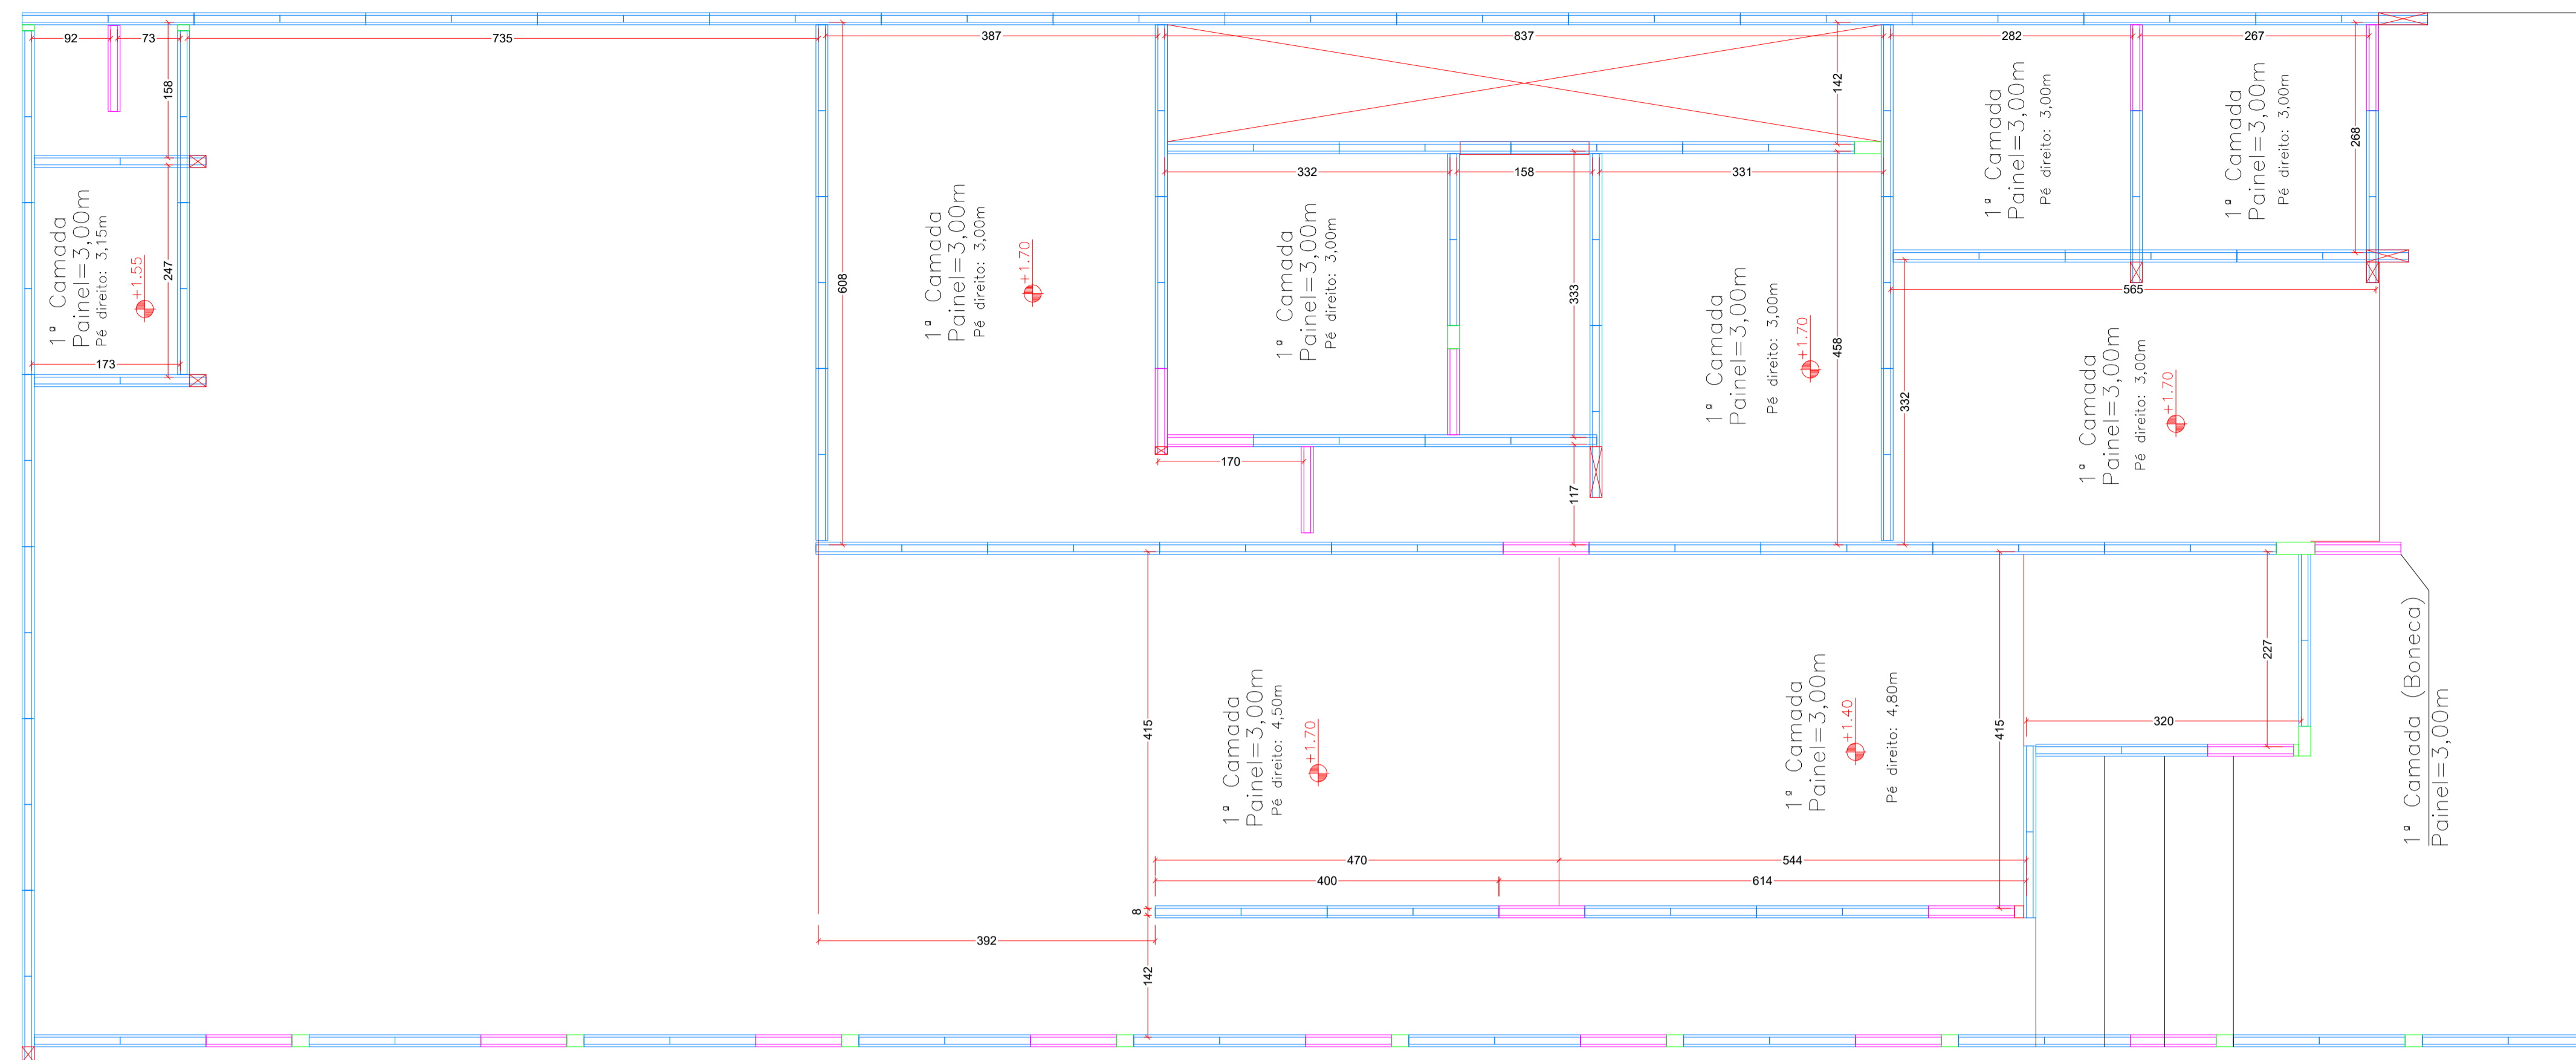 92
73
735
387
837
282
267
158
142
268
332
158
331
1ª Camada
Painel=3,00m
Pé direito: 3,15m
+1.55
247
173
608
1ª Camada
Painel=3,00m
Pé direito: 3,00m
+1.70
1ª Camada
Painel=3,00m
Pé direito: 3,00m
333
170
117
1ª Camada
Painel=3,00m
Pé direito: 3,00m
+1.70
458
332
1ª Camada
Painel=3,00m
Pé direito: 3,00m
1ª Camada
Painel=3,00m
Pé direito: 3,00m
565
1ª Camada
Painel=3,00m
Pé direito: 3,00m
+1.70
415
1ª Camada
Painel=3,00m
Pé direito: 4,50m
+1.70
1ª Camada
Painel=3,00m
Pé direito: 4,80m
+1.40
415
227
320
1ª Camada (Boneca)
Painel=3,00m
470
544
400
614
8
392
142